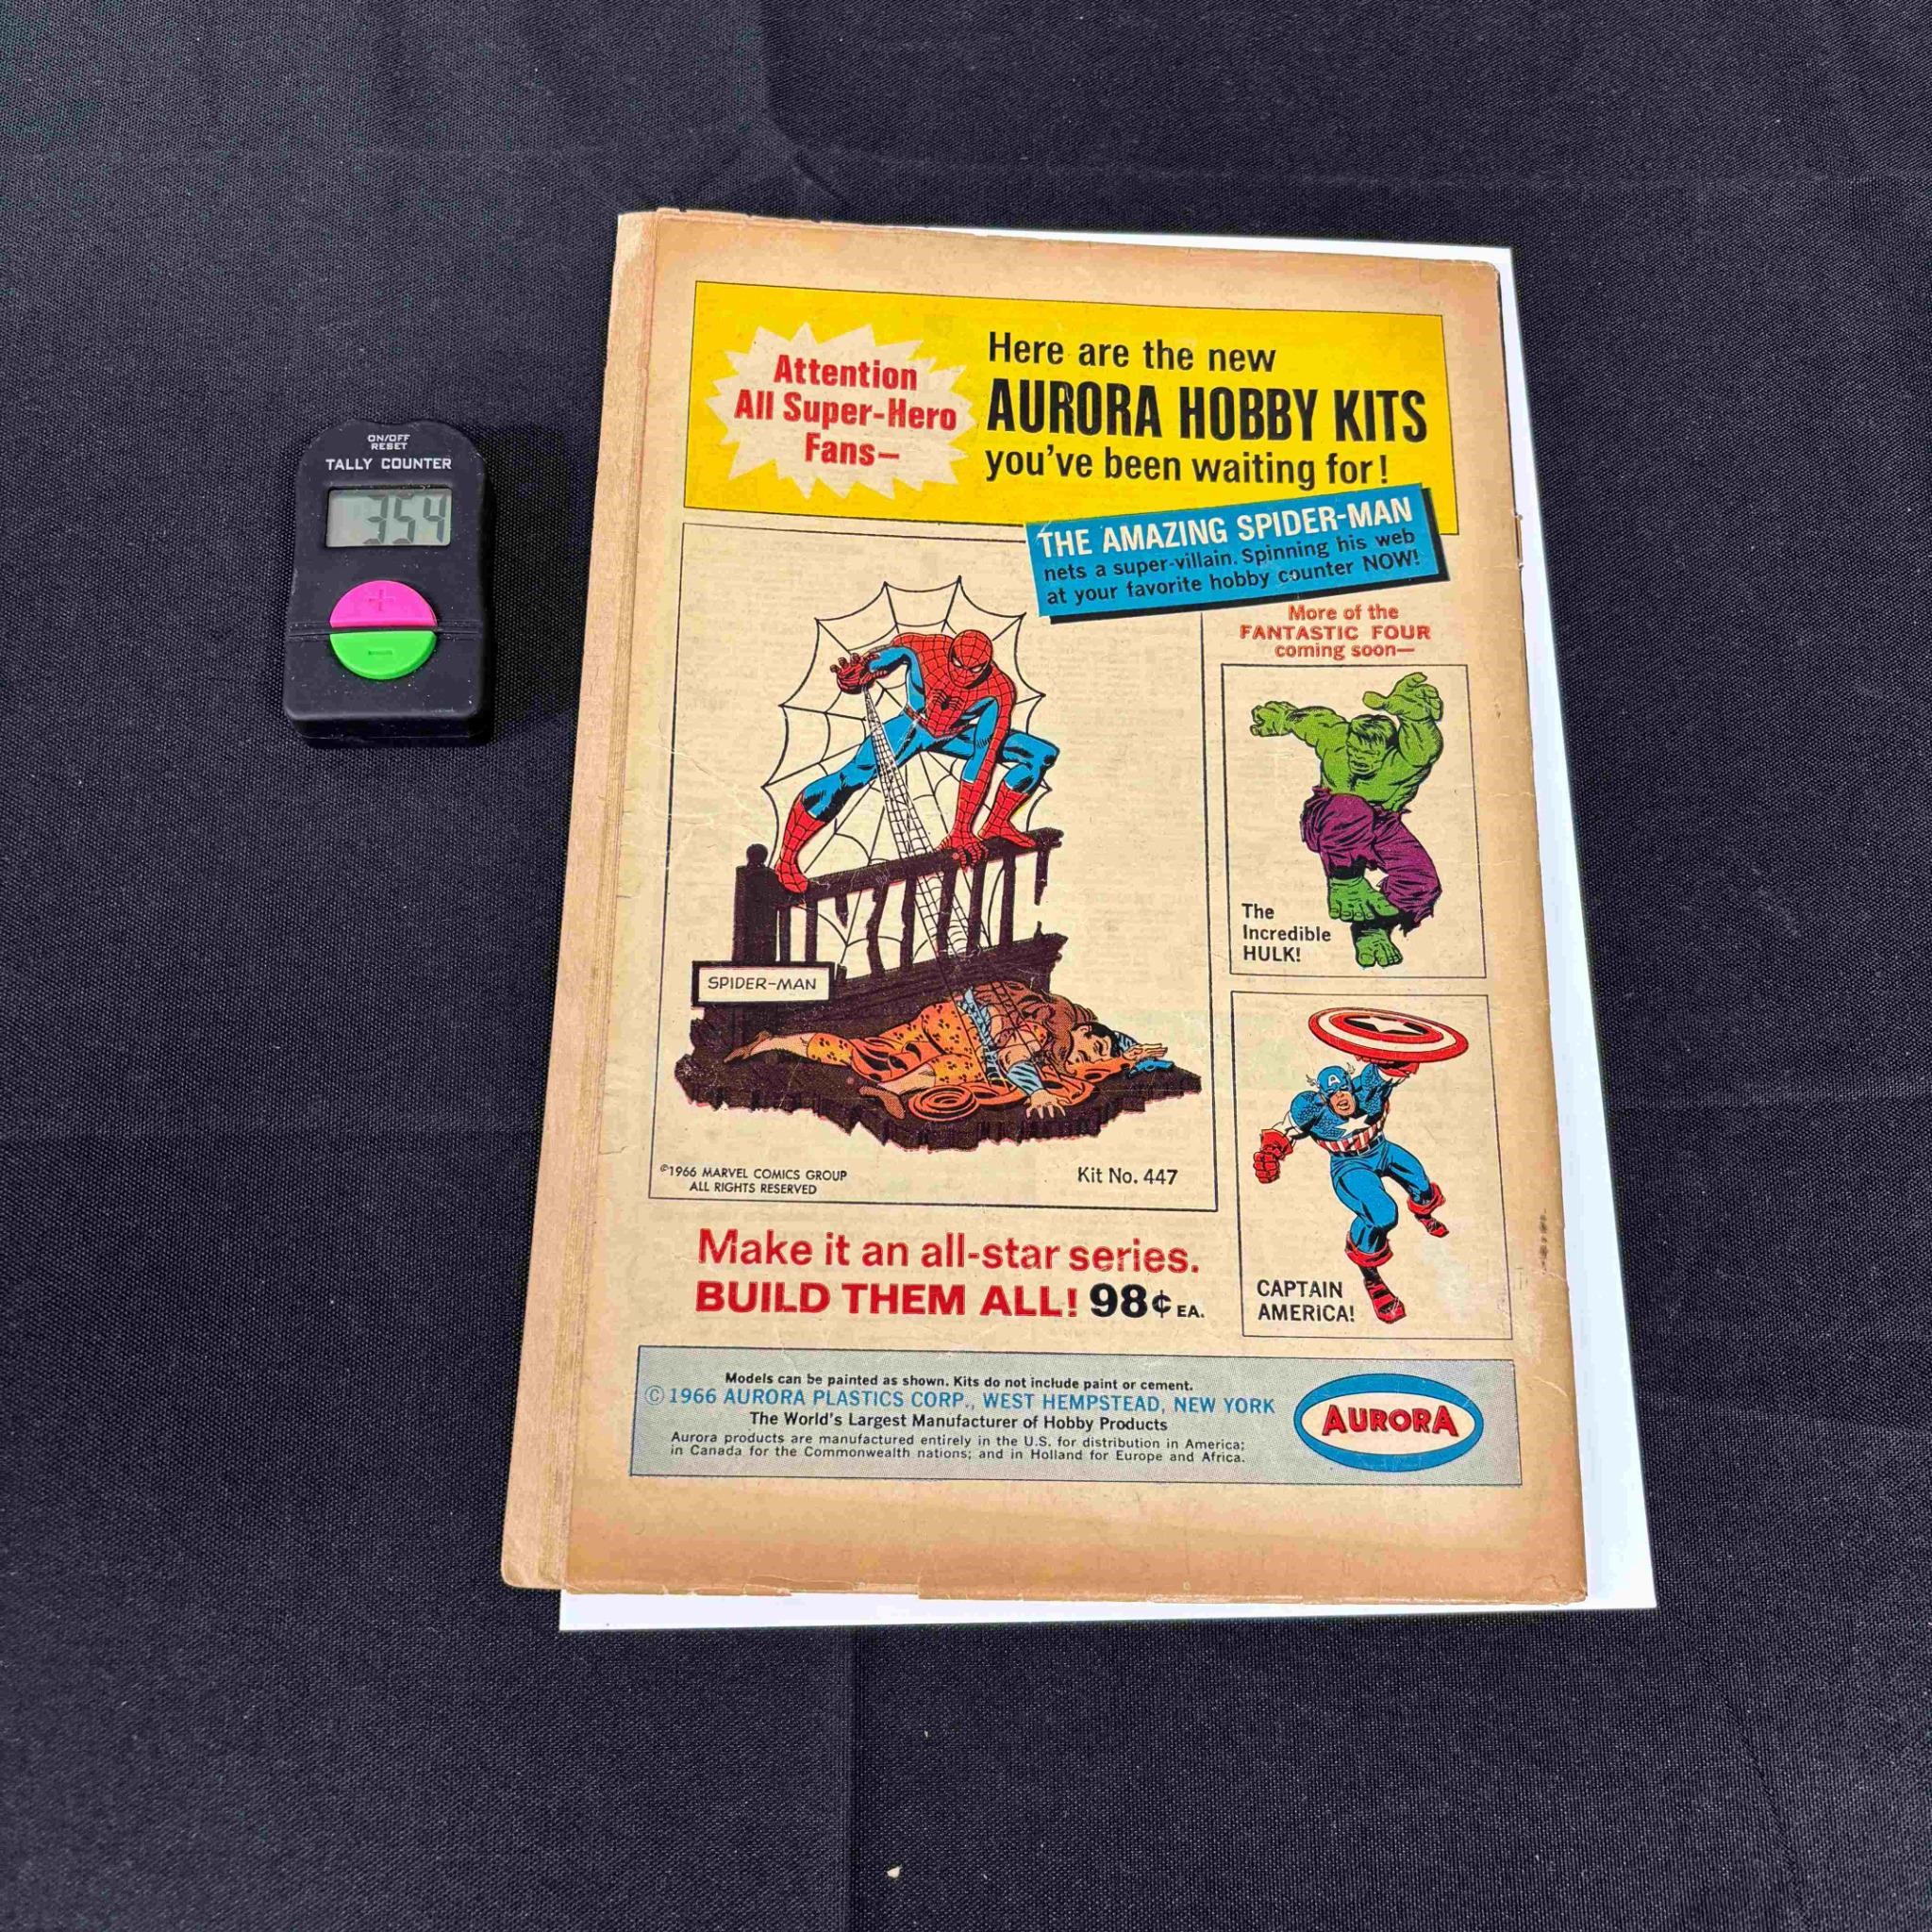 ON/OFF
RESET
TALLY COUNTER
354
+
−
Attention
All Super-Hero
Fans—
Here are the new
AURORA HOBBY KITS
you've been waiting for!
THE AMAZING SPIDER-MAN
nets a super-villain. Spinning his web
at your favorite hobby counter NOW!
More of the
FANTASTIC FOUR
coming soon—
The
Incredible
HULK!
SPIDER-MAN
A
CAPTAIN
AMERICA!
©1966 MARVEL COMICS GROUP
ALL RIGHTS RESERVED
Kit No. 447
Make it an all-star series.
BUILD THEM ALL! 98¢ EA.
Models can be painted as shown. Kits do not include paint or cement.
© 1966 AURORA PLASTICS CORP., WEST HEMPSTEAD, NEW YORK
The World's Largest Manufacturer of Hobby Products
Aurora products are manufactured entirely in the U.S. for distribution in America;
in Canada for the Commonwealth nations; and in Holland for Europe and Africa.
AURORA